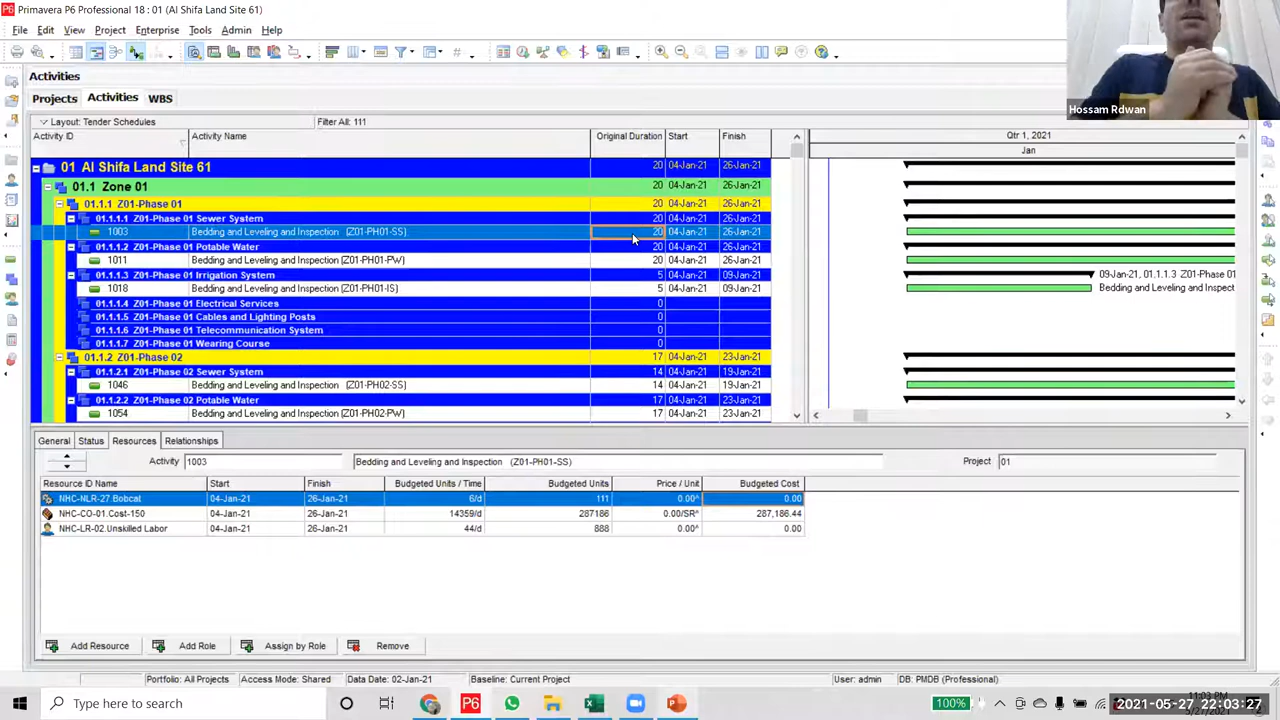 Primavera P6 Professional 18 : 01 (Al Shifa Land Site 61)
File Edit View Project Enterprise Tools Admin Help
Hossam Rdwan
Activities
Projects Activities WBS
Layout: Tender Schedules Filter All: 111
Activity ID Activity Name Original Duration Start Finish Qtr 1, 2021
Jan
01 Al Shifa Land Site 61 20 04-Jan-21 26-Jan-21
01.1 Zone 01 20 04-Jan-21 26-Jan-21
01.1.1 Z01-Phase 01 20 04-Jan-21 26-Jan-21
01.1.1.1 Z01-Phase 01 Sewer System 20 04-Jan-21 26-Jan-21
1003 Bedding and Leveling and Inspection (Z01-PH01-SS) 20 04-Jan-21 26-Jan-21
01.1.1.2 Z01-Phase 01 Potable Water 20 04-Jan-21 26-Jan-21
1011 Bedding and Leveling and Inspection (Z01-PH01-PW) 20 04-Jan-21 26-Jan-21
01.1.1.3 Z01-Phase 01 Irrigation System 5 04-Jan-21 09-Jan-21 09-Jan-21, 01.1.1.3 Z01-Phase 01
1018 Bedding and Leveling and Inspection (Z01-PH01-IS) 5 04-Jan-21 09-Jan-21 Bedding and Leveling and Inspect
01.1.1.4 Z01-Phase 01 Electrical Services 0
01.1.1.5 Z01-Phase 01 Cables and Lighting Posts 0
01.1.1.6 Z01-Phase 01 Telecommunication System 0
01.1.1.7 Z01-Phase 01 Wearing Course 0
01.1.2 Z01-Phase 02 17 04-Jan-21 23-Jan-21
01.1.2.1 Z01-Phase 02 Sewer System 14 04-Jan-21 19-Jan-21
1046 Bedding and Leveling and Inspection (Z01-PH02-SS) 14 04-Jan-21 19-Jan-21
01.1.2.2 Z01-Phase 02 Potable Water 17 04-Jan-21 23-Jan-21
1054 Bedding and Leveling and Inspection (Z01-PH02-PW) 17 04-Jan-21 23-Jan-21
General Status Resources Relationships
Activity 1003 Bedding and Leveling and Inspection (Z01-PH01-SS) Project 01
Resource ID Name Start Finish Budgeted Units / Time Budgeted Units Price / Unit Budgeted Cost
NHC-NLR-27.Bobcat 04-Jan-21 26-Jan-21 6/d 111 0.00^ 0.00
NHC-CO-01.Cost-150 04-Jan-21 26-Jan-21 14359/d 287186 0.00/SR^ 287,186.44
NHC-LR-02.Unskilled Labor 04-Jan-21 26-Jan-21 44/d 888 0.00^ 0.00
Add Resource Add Role Assign by Role Remove
Portfolio: All Projects Access Mode: Shared Data Date: 02-Jan-21 Baseline: Current Project User: admin DB: PMDB (Professional)
Type here to search 100% 2021-05-27 22:03:27